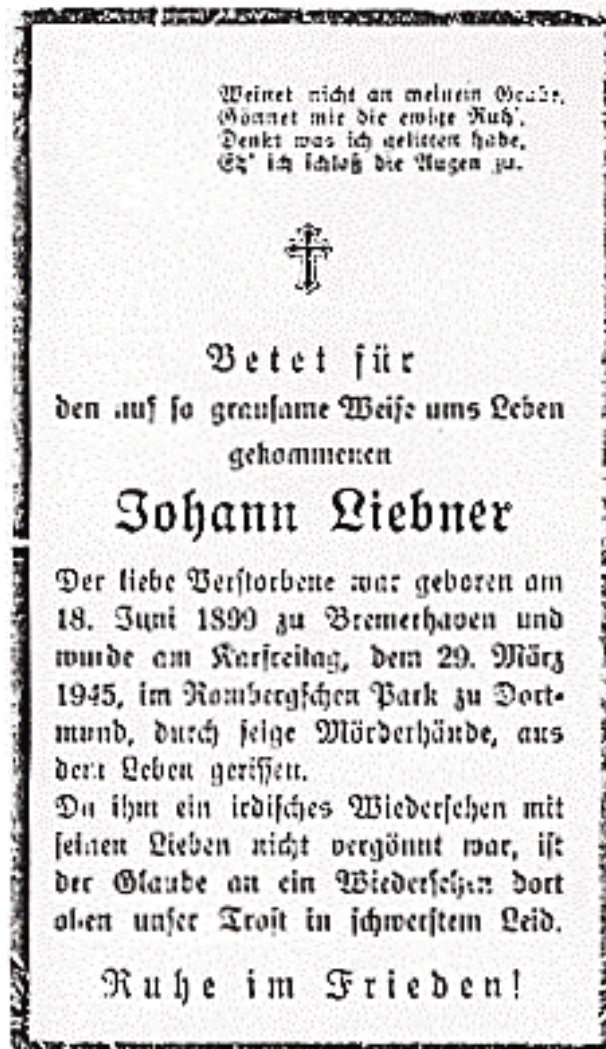 Weinet nicht an meinem Grabe,
Gönnet mir die ewige Ruh',
Denkt was ich gelitten habe,
Eh' ich schloß die Augen zu.
Betet für
den auf so grausame Weise ums Leben
gekommenen
Johann Liebner
Der liebe Verstorbene war geboren am
18. Juni 1899 zu Bremerhaven und
wurde am Karfreitag, dem 29. März
1945, im Rombergschen Park zu Dort-
mund, durch feige Mörderhände, aus
dem Leben gerissen.
Da ihm ein irdisches Wiedersehen mit
seinen Lieben nicht vergönnt war, ist
der Glaube an ein Wiedersehen dort
oben unser Trost in schwerstem Leid.
Ruhe im Frieden!